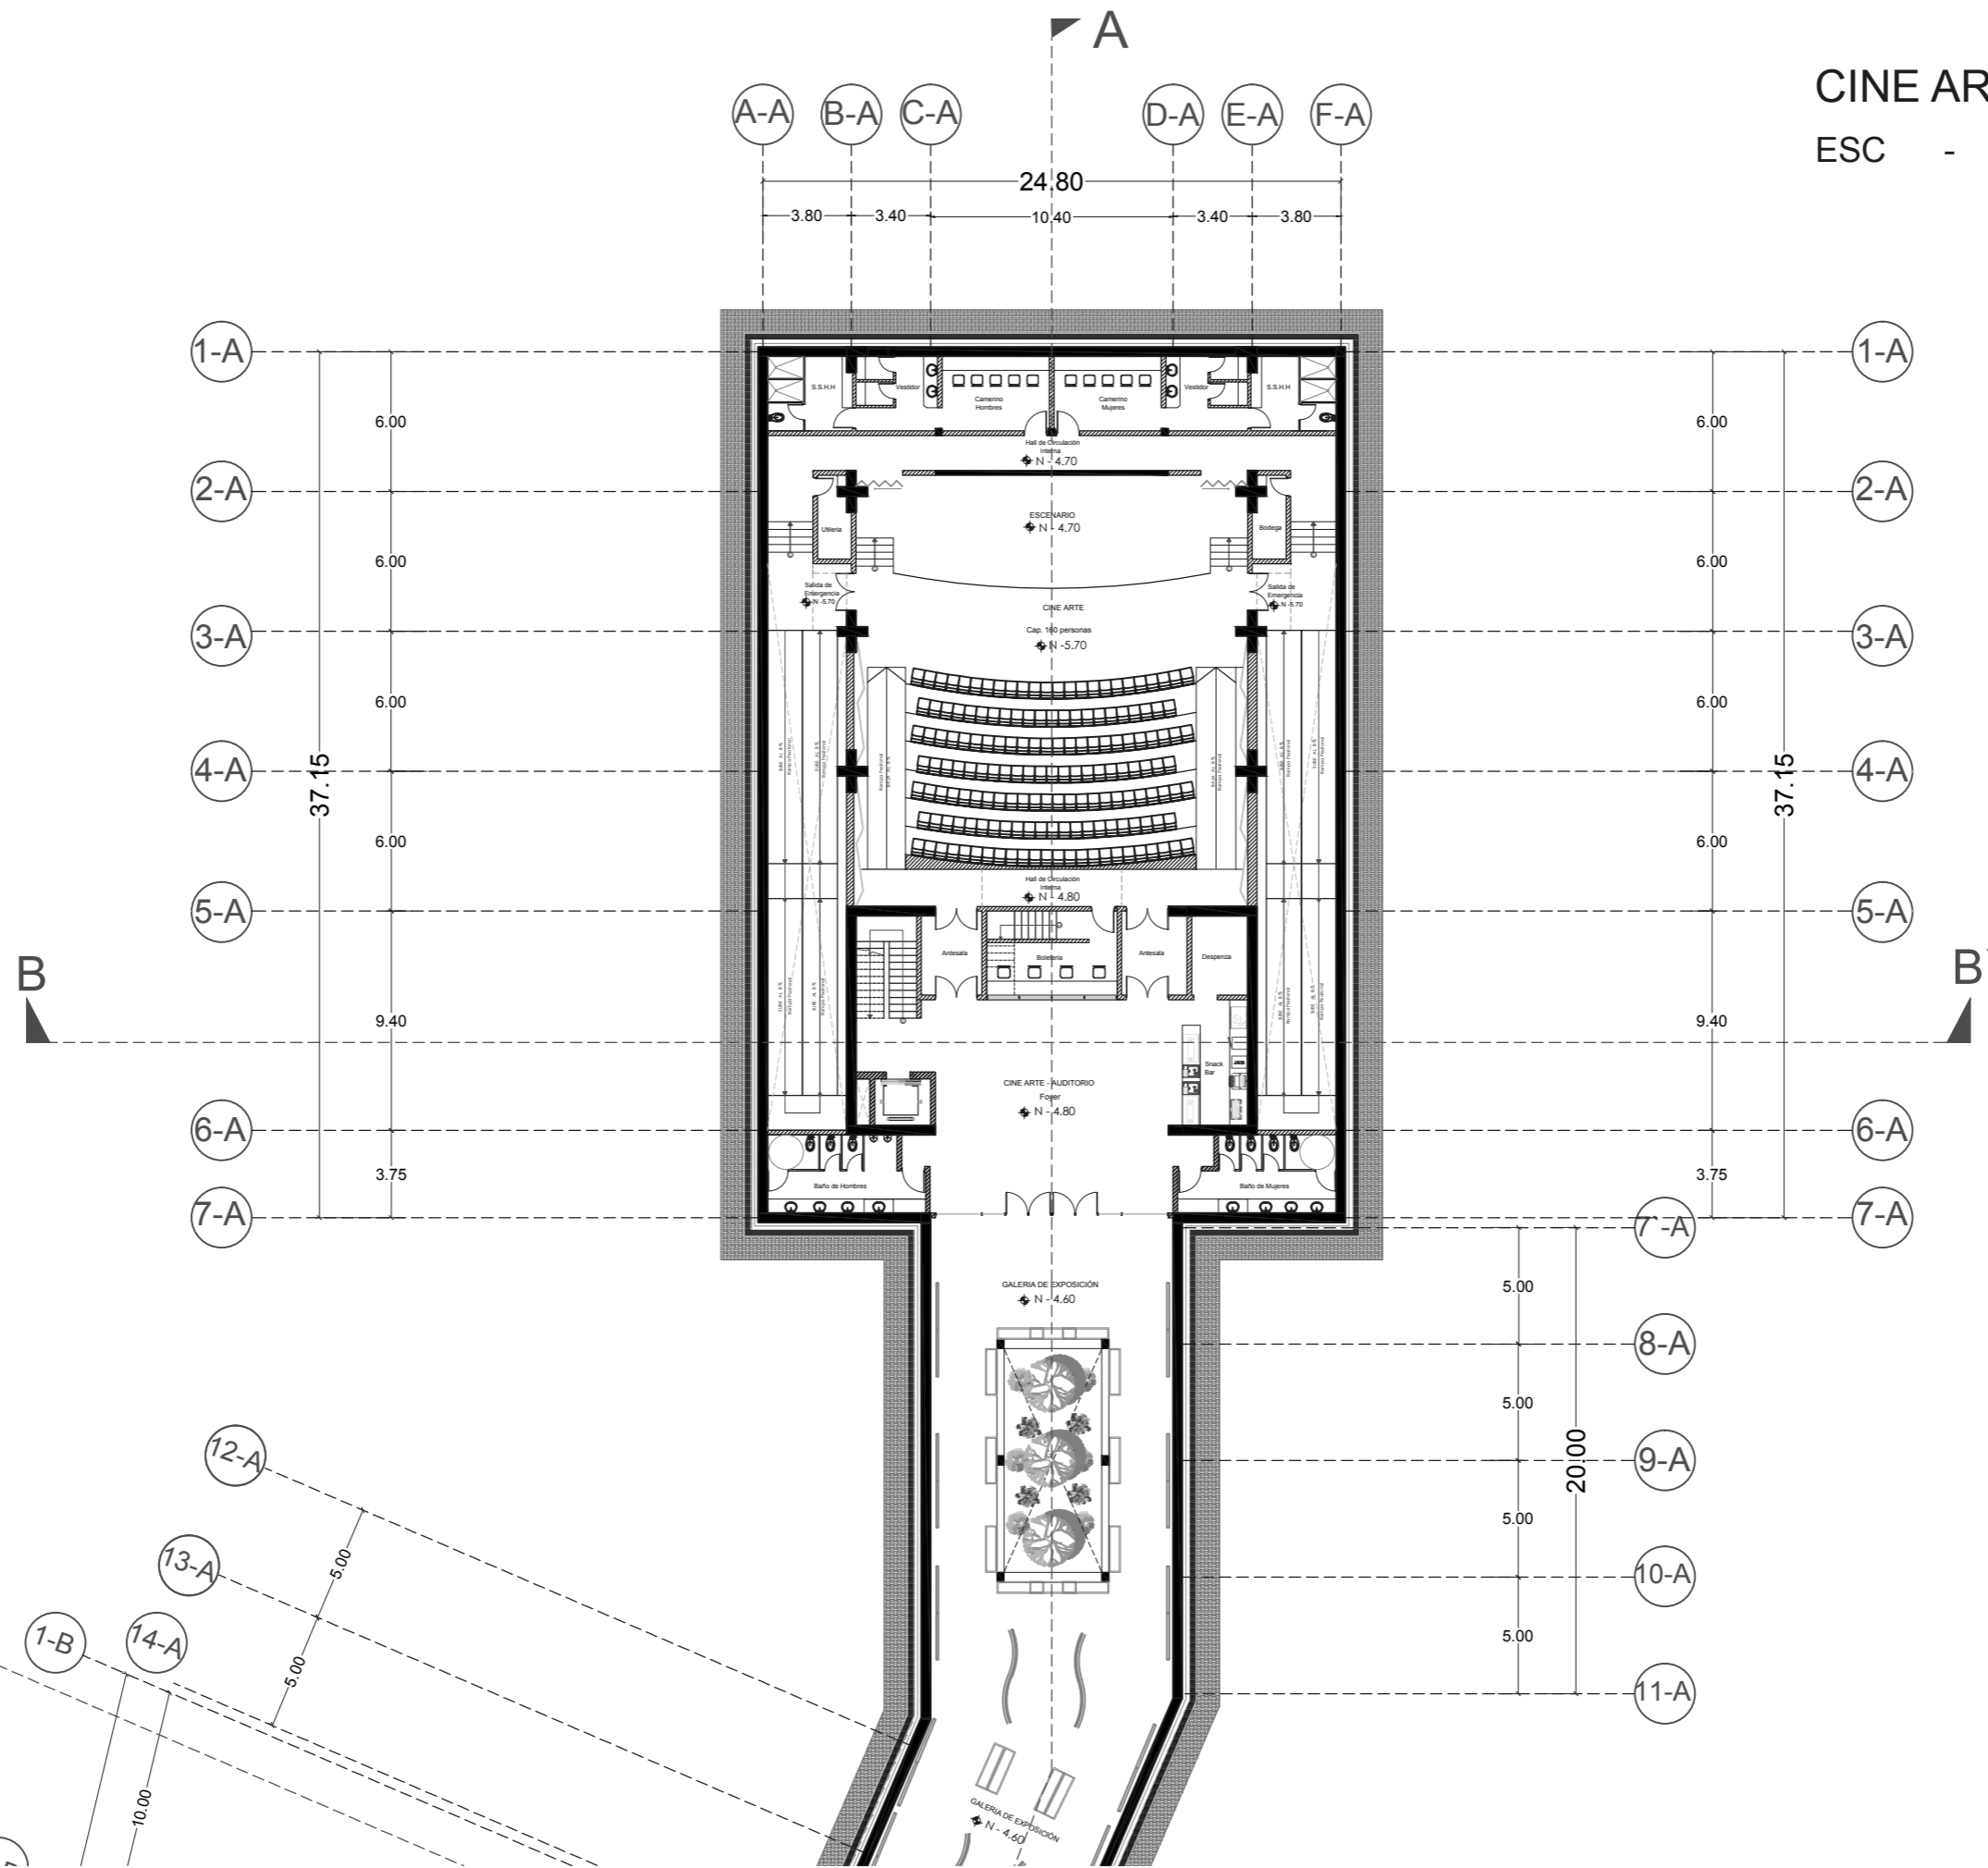 A
CINE AR
ESC -
A-A B-A C-A D-A E-A F-A
24.80
3.80 3.40 10.40 3.40 3.80
1-A 1-A
S.S.H.H Vestidor Vestidor S.S.H.H
Camerino Camerino
Hombres Mujeres
6.00 6.00
Hall de Circulación
Interna
N - 4.70
2-A 2-A
ESCENARIO
N - 4.70
Utileria Bodega
6.00 6.00
Salida de Salida de
Emergencia Emergencia
N -5.70 N -5.70
CINE ARTE
Cap. 160 personas
N -5.70
3-A 3-A
6.00 6.00
37.15 37.15
4-A 4-A
6.00 6.00
Hall de Circulación
Interna
N - 4.80
5-A 5-A
Antesala Boleteria Antesala Despenza
B B'
9.40 9.40
Snack
Bar
CINE ARTE - AUDITORIO
Foyer
N - 4.80
6-A 6-A
3.75 3.75
Baño de Hombres Baño de Mujeres
7-A 7-A
7 -A
GALERIA DE EXPOSICIÓN
N - 4.60
5.00
8-A
5.00
9-A
20.00
5.00
10-A
5.00
11-A
12-A
5.00
13-A
5.00
1-B 14-A
10.00
GALERIA DE EXPOSICIÓN
N - 4.60